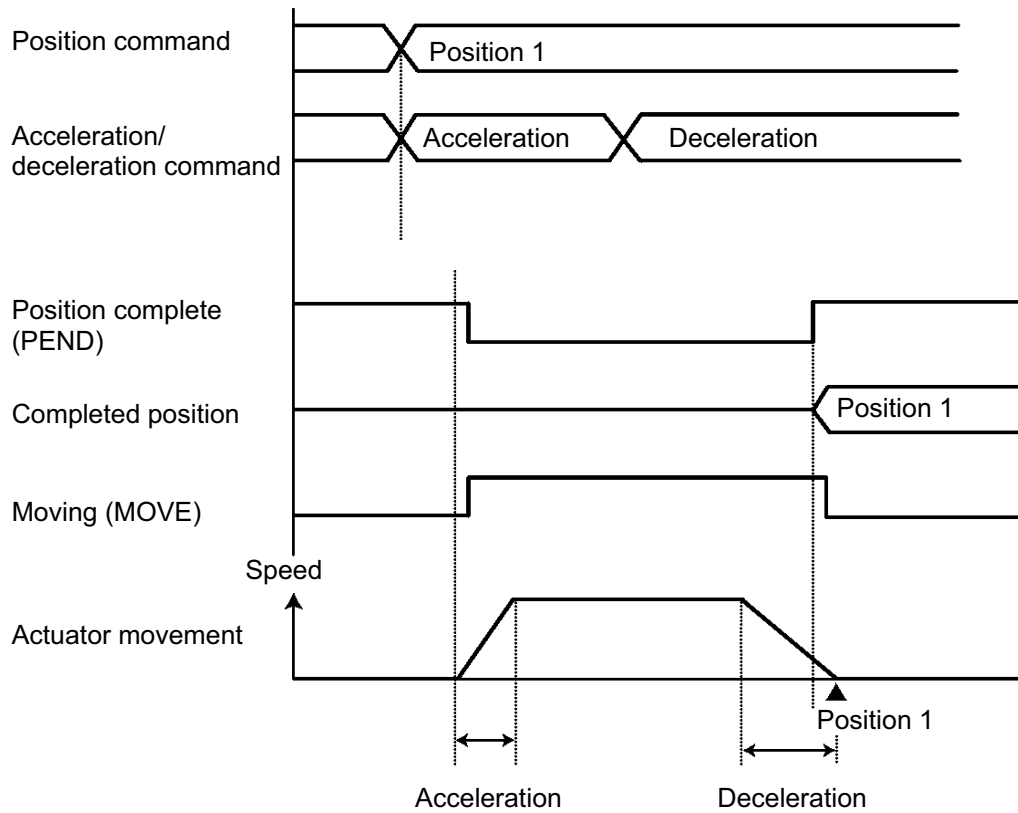 Position command
Position 1
Acceleration/
deceleration command
Acceleration
Deceleration
Position complete
(PEND)
Completed position
Position 1
Moving (MOVE)
Speed
Actuator movement
Position 1
Acceleration
Deceleration